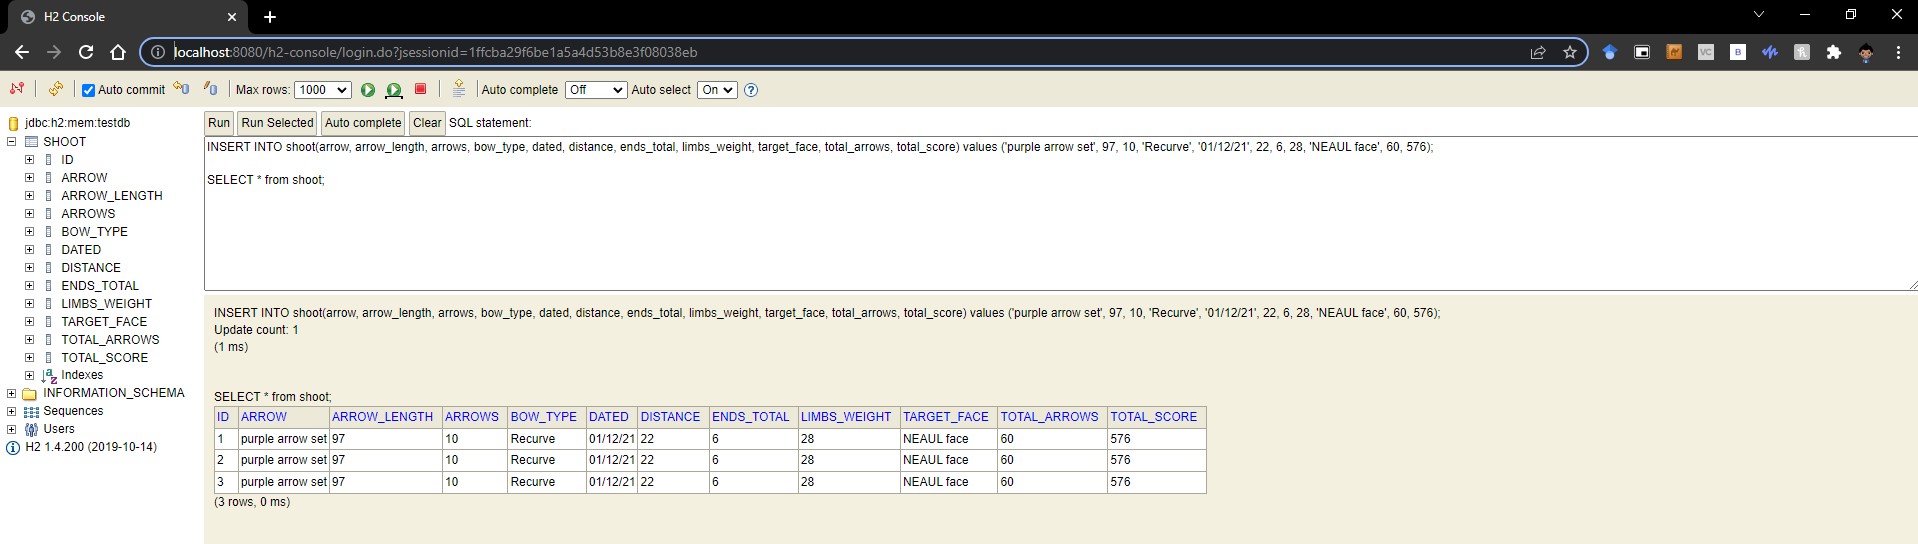 H2 Console
localhost:8080/h2-console/login.do?jsessionid=1ffcba29f6be1a5a4d53b8e3f08038eb
Auto commit Max rows: 1000 Auto complete Off Auto select On
jdbc:h2:mem:testdb
SHOOT
ID
ARROW
ARROW_LENGTH
ARROWS
BOW_TYPE
DATED
DISTANCE
ENDS_TOTAL
LIMBS_WEIGHT
TARGET_FACE
TOTAL_ARROWS
TOTAL_SCORE
Indexes
INFORMATION_SCHEMA
Sequences
Users
H2 1.4.200 (2019-10-14)
Run Run Selected Auto complete Clear SQL statement:
INSERT INTO shoot(arrow, arrow_length, arrows, bow_type, dated, distance, ends_total, limbs_weight, target_face, total_arrows, total_score) values ('purple arrow set', 97, 10, 'Recurve', '01/12/21', 22, 6, 28, 'NEAUL face', 60, 576);
SELECT * from shoot;
INSERT INTO shoot(arrow, arrow_length, arrows, bow_type, dated, distance, ends_total, limbs_weight, target_face, total_arrows, total_score) values ('purple arrow set', 97, 10, 'Recurve', '01/12/21', 22, 6, 28, 'NEAUL face', 60, 576);
Update count: 1
(1 ms)
SELECT * from shoot;
ID ARROW ARROW_LENGTH ARROWS BOW_TYPE DATED DISTANCE ENDS_TOTAL LIMBS_WEIGHT TARGET_FACE TOTAL_ARROWS TOTAL_SCORE
1 purple arrow set 97 10 Recurve 01/12/21 22 6 28 NEAUL face 60 576
2 purple arrow set 97 10 Recurve 01/12/21 22 6 28 NEAUL face 60 576
3 purple arrow set 97 10 Recurve 01/12/21 22 6 28 NEAUL face 60 576
(3 rows, 0 ms)